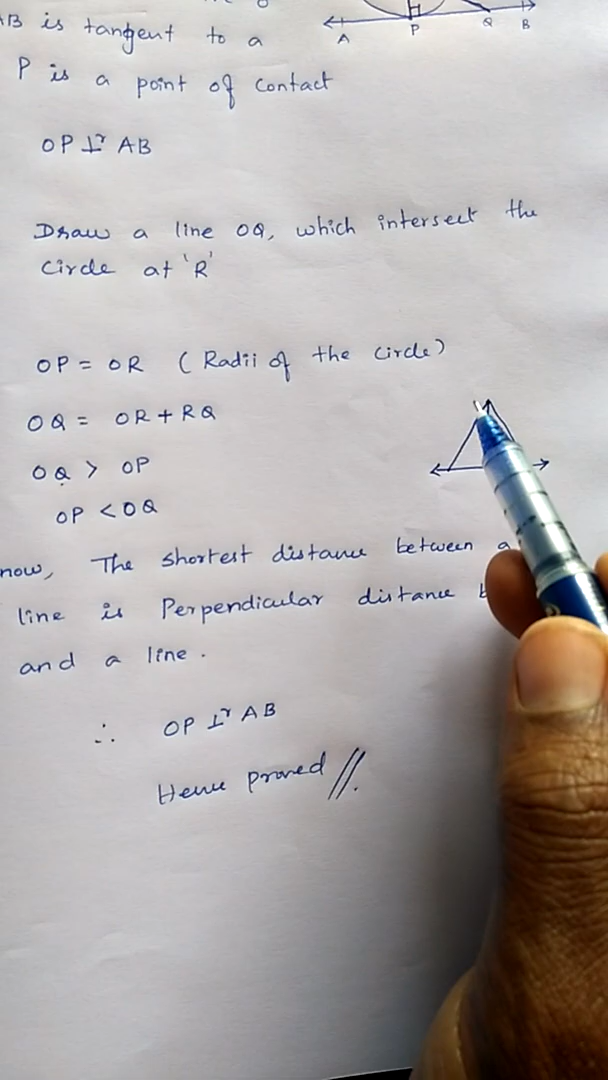 AB is tangent to a
A P Q B
P is a point of contact
OP ⊥r AB
Draw a line OQ, which intersect the
circle at 'R'
OP = OR (Radii of the circle)
OQ = OR + RQ
OQ > OP
OP < OQ
now, The shortest distance between a
line is Perpendicular distance
and a line.
∴ OP ⊥r AB
Hence proved //.